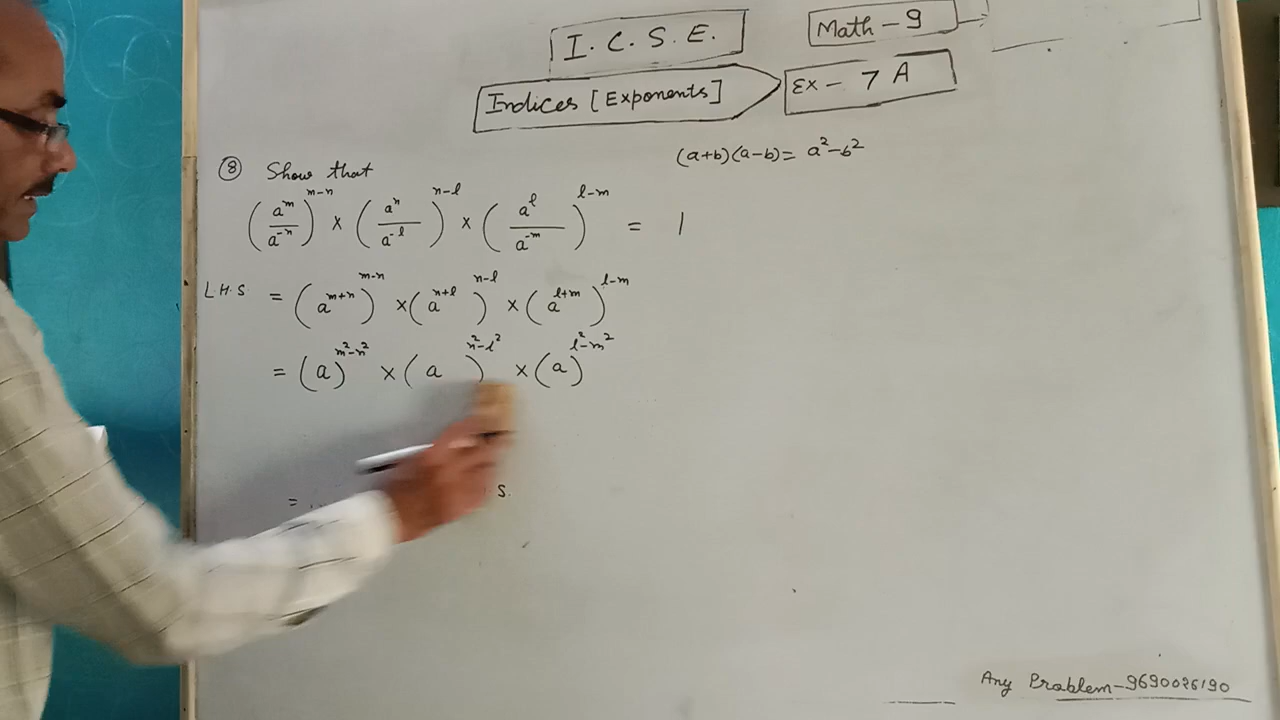 I. C. S. E.
Math - 9
Indices [Exponents]
Ex - 7 A
(a+b)(a-b) = a²-b²
⑧ Show that
(a^m/a^-n)^m-n × (a^n/a^-l)^n-l × (a^l/a^-m)^l-m = 1
L.H.S = (a^m+n)^m-n × (a^n+l)^n-l × (a^l+m)^l-m
= (a)^m²-n² × (a)^n²-l² × (a)^l²-m²
=
S.
Any Problem-9690026190